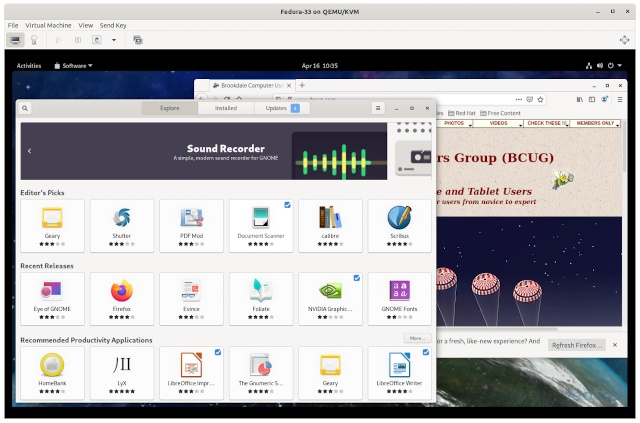 Fedora-33 on QEMU/KVM
File Virtual Machine View Send Key
Activities Software Apr 16 10:35
Brookdale Computer Use
Explore Installed Updates
Red Hat Free Content
PHOTOS VIDEOS CHECK THESE !! MEMBERS ONLY
Sound Recorder
A simple, modern sound recorder for GNOME
rs Group (BCUG)
e and Tablet Users
r users from novice to expert
Editor's Picks
Geary Shutter PDF Mod Document Scanner calibre Scribus
Recent Releases
Eye of GNOME Firefox Evince Foliate NVIDIA Graphic... GNOME Fonts
Recommended Productivity Applications More...
HomeBank LyX LibreOffice Impr... The Gnumeric S... Geary LibreOffice Writer
for a fresh, like-new experience? And Refresh Firefox...